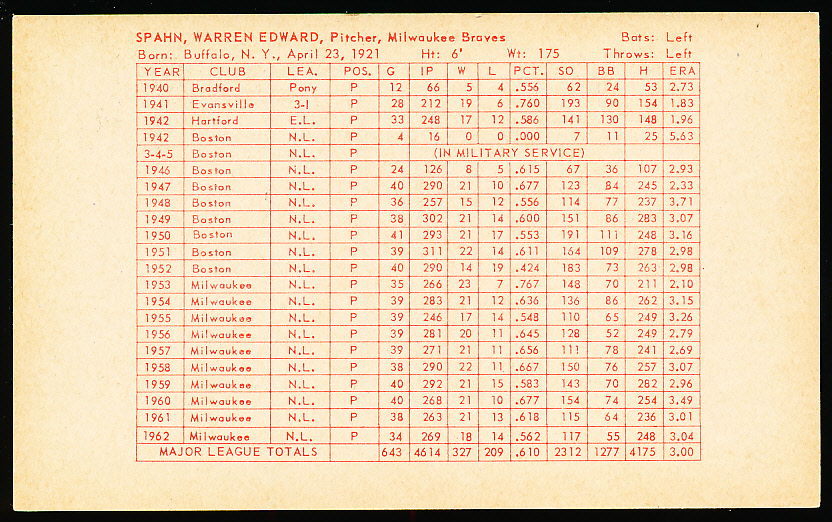 SPAHN, WARREN EDWARD, Pitcher, Milwaukee Braves Bats: Left
Born: Buffalo, N. Y., April 23, 1921 Ht: 6' Wt: 175 Throws: Left
YEAR CLUB LEA. POS. G IP W L PCT. SO BB H ERA
1940 Bradford Pony P 12 66 5 4 .556 62 24 53 2.73
1941 Evansville 3-I P 28 212 19 6 .760 193 90 154 1.83
1942 Hartford E.L. P 33 248 17 12 .586 141 130 148 1.96
1942 Boston N.L. P 4 16 0 0 .000 7 11 25 5.63
3-4-5 Boston N.L. P (IN MILITARY SERVICE)
1946 Boston N.L. P 24 126 8 5 .615 67 36 107 2.93
1947 Boston N.L. P 40 290 21 10 .677 123 84 245 2.33
1948 Boston N.L. P 36 257 15 12 .556 114 77 237 3.71
1949 Boston N.L. P 38 302 21 14 .600 151 86 283 3.07
1950 Boston N.L. P 41 293 21 17 .553 191 111 248 3.16
1951 Boston N.L. P 39 311 22 14 .611 164 109 278 2.98
1952 Boston N.L. P 40 290 14 19 .424 183 73 263 2.98
1953 Milwaukee N.L. P 35 266 23 7 .767 148 70 211 2.10
1954 Milwaukee N.L. P 39 283 21 12 .636 136 86 262 3.15
1955 Milwaukee N.L. P 39 246 17 14 .548 110 65 249 3.26
1956 Milwaukee N.L. P 39 281 20 11 .645 128 52 249 2.79
1957 Milwaukee N.L. P 39 271 21 11 .656 111 78 241 2.69
1958 Milwaukee N.L. P 38 290 22 11 .667 150 76 257 3.07
1959 Milwaukee N.L. P 40 292 21 15 .583 143 70 282 2.96
1960 Milwaukee N.L. P 40 268 21 10 .677 154 74 254 3.49
1961 Milwaukee N.L. P 38 263 21 13 .618 115 64 236 3.01
1962 Milwaukee N.L. P 34 269 18 14 .562 117 55 248 3.04
MAJOR LEAGUE TOTALS 643 4614 327 209 .610 2312 1277 4175 3.00